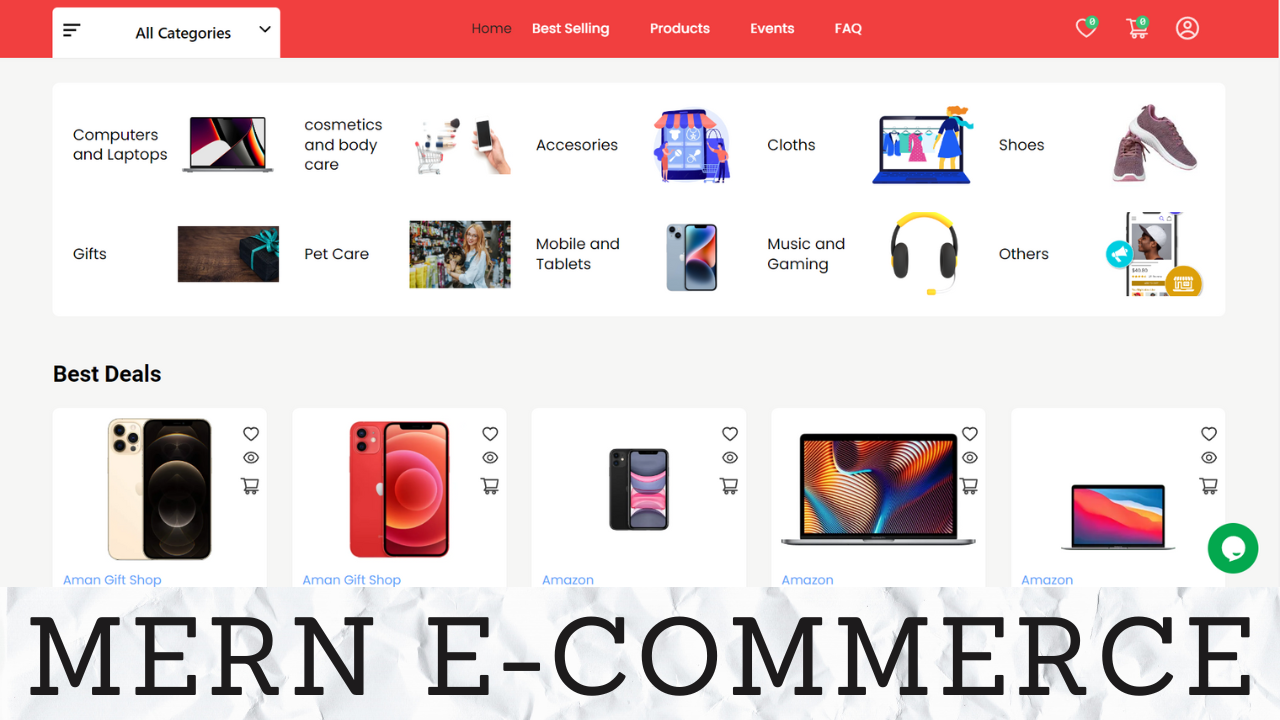 All Categories
Home Best Selling Products Events FAQ
0 0
Computers
and Laptops
cosmetics
and body
care
Accesories
Cloths
Shoes
Gifts
Pet Care
Mobile and
Tablets
Music and
Gaming
Others
Best Deals
Aman Gift Shop
Aman Gift Shop
Amazon
Amazon
Amazon
MERN E-COMMERCE